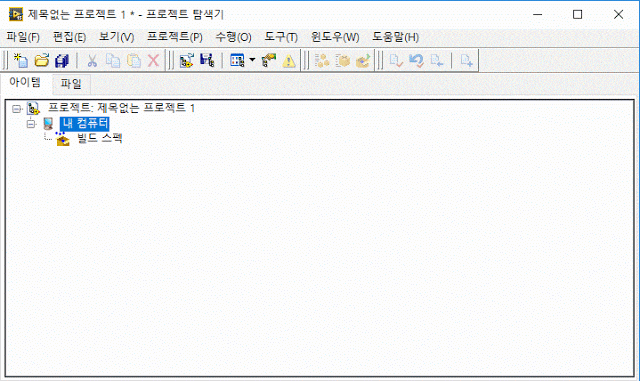 제목없는 프로젝트 1 * - 프로젝트 탐색기
파일(F) 편집(E) 보기(V) 프로젝트(P) 수행(O) 도구(T) 윈도우(W) 도움말(H)
아이템 파일
프로젝트: 제목없는 프로젝트 1
내 컴퓨터
빌드 스펙